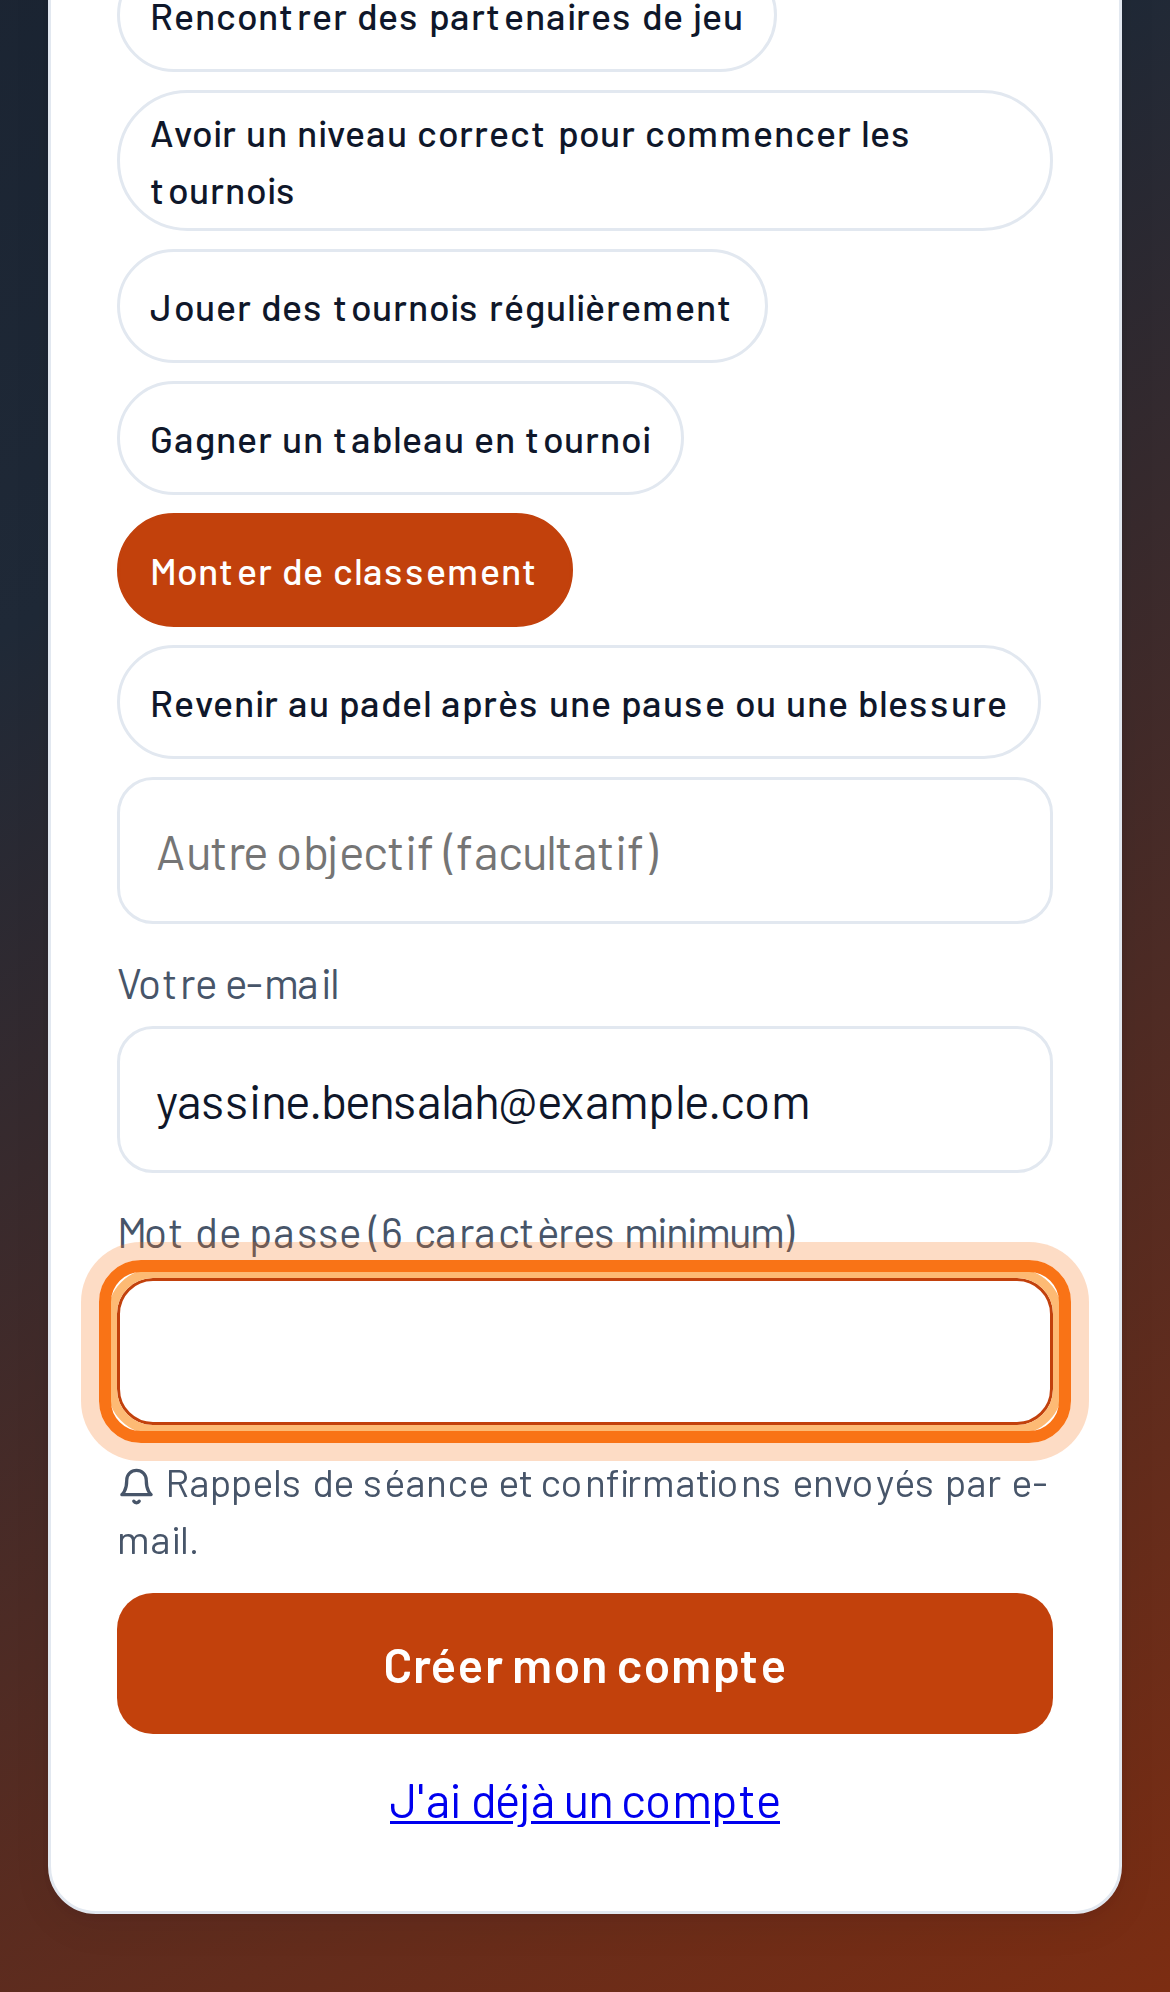 Rencontrer des partenaires de jeu
Avoir un niveau correct pour commencer les
tournois
Jouer des tournois régulièrement
Gagner un tableau en tournoi
Monter de classement
Revenir au padel après une pause ou une blessure
Autre objectif (facultatif)
Votre e-mail
yassine.bensalah@example.com
Mot de passe (6 caractères minimum)
Rappels de séance et confirmations envoyés par e-
mail.
Créer mon compte
J'ai déjà un compte